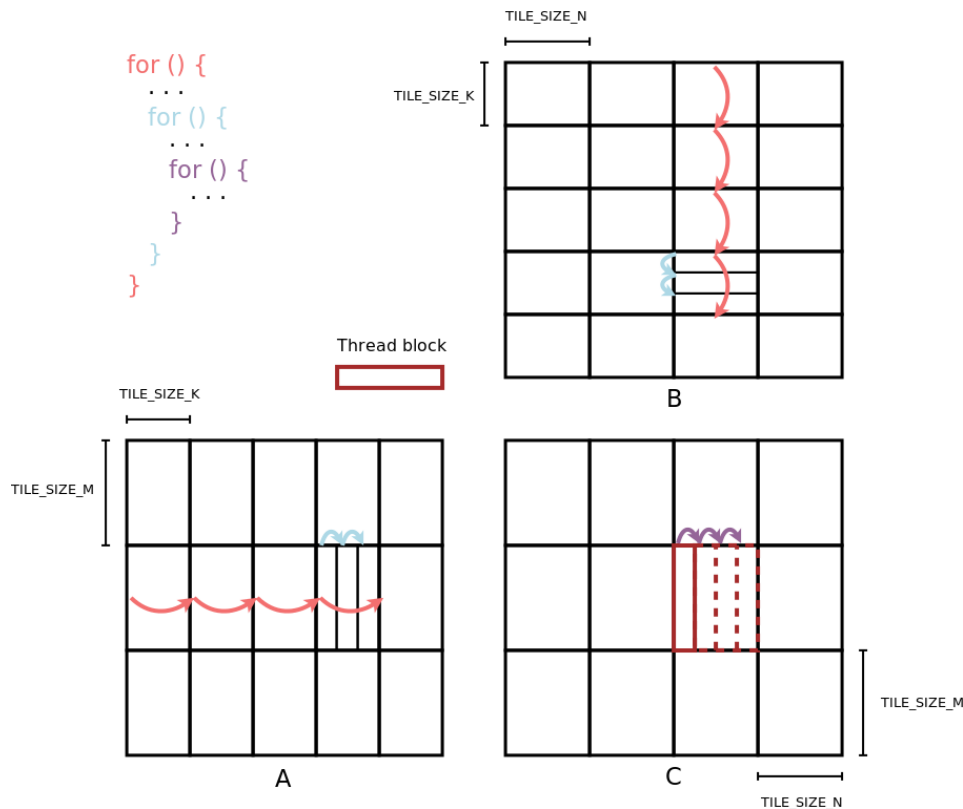 TILE_SIZE_N
for () {
. . .
for () {
. . .
for () {
. . .
}
}
}
TILE_SIZE_K
Thread block
TILE_SIZE_K
B
TILE_SIZE_M
TILE_SIZE_M
A
C
TILE_SIZE_N